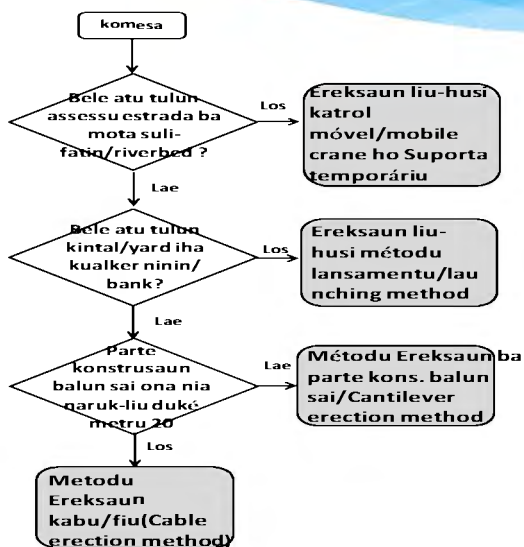 komesa
Bele atu tulun
assessu estrada ba
mota suli-
fatin/riverbed ?
Los
Ereksaun liu-husi
katrol
móvel/mobile
crane ho Suporta
temporáriu
Lae
Bele atu tulun
kintal/yard iha
kualker ninin/
bank?
Los
Ereksaun liu-
husi métodu
lansamentu/lau
nching method
Lae
Parte
konstrusaun
balun sai ona nia
naruk-liu duké
metru 20
Lae
Métodu Ereksaun ba
parte kons. balun
sai/Cantilever
erection method
Los
Metodu
Ereksaun
kabu/fiu(Cable
erection method)